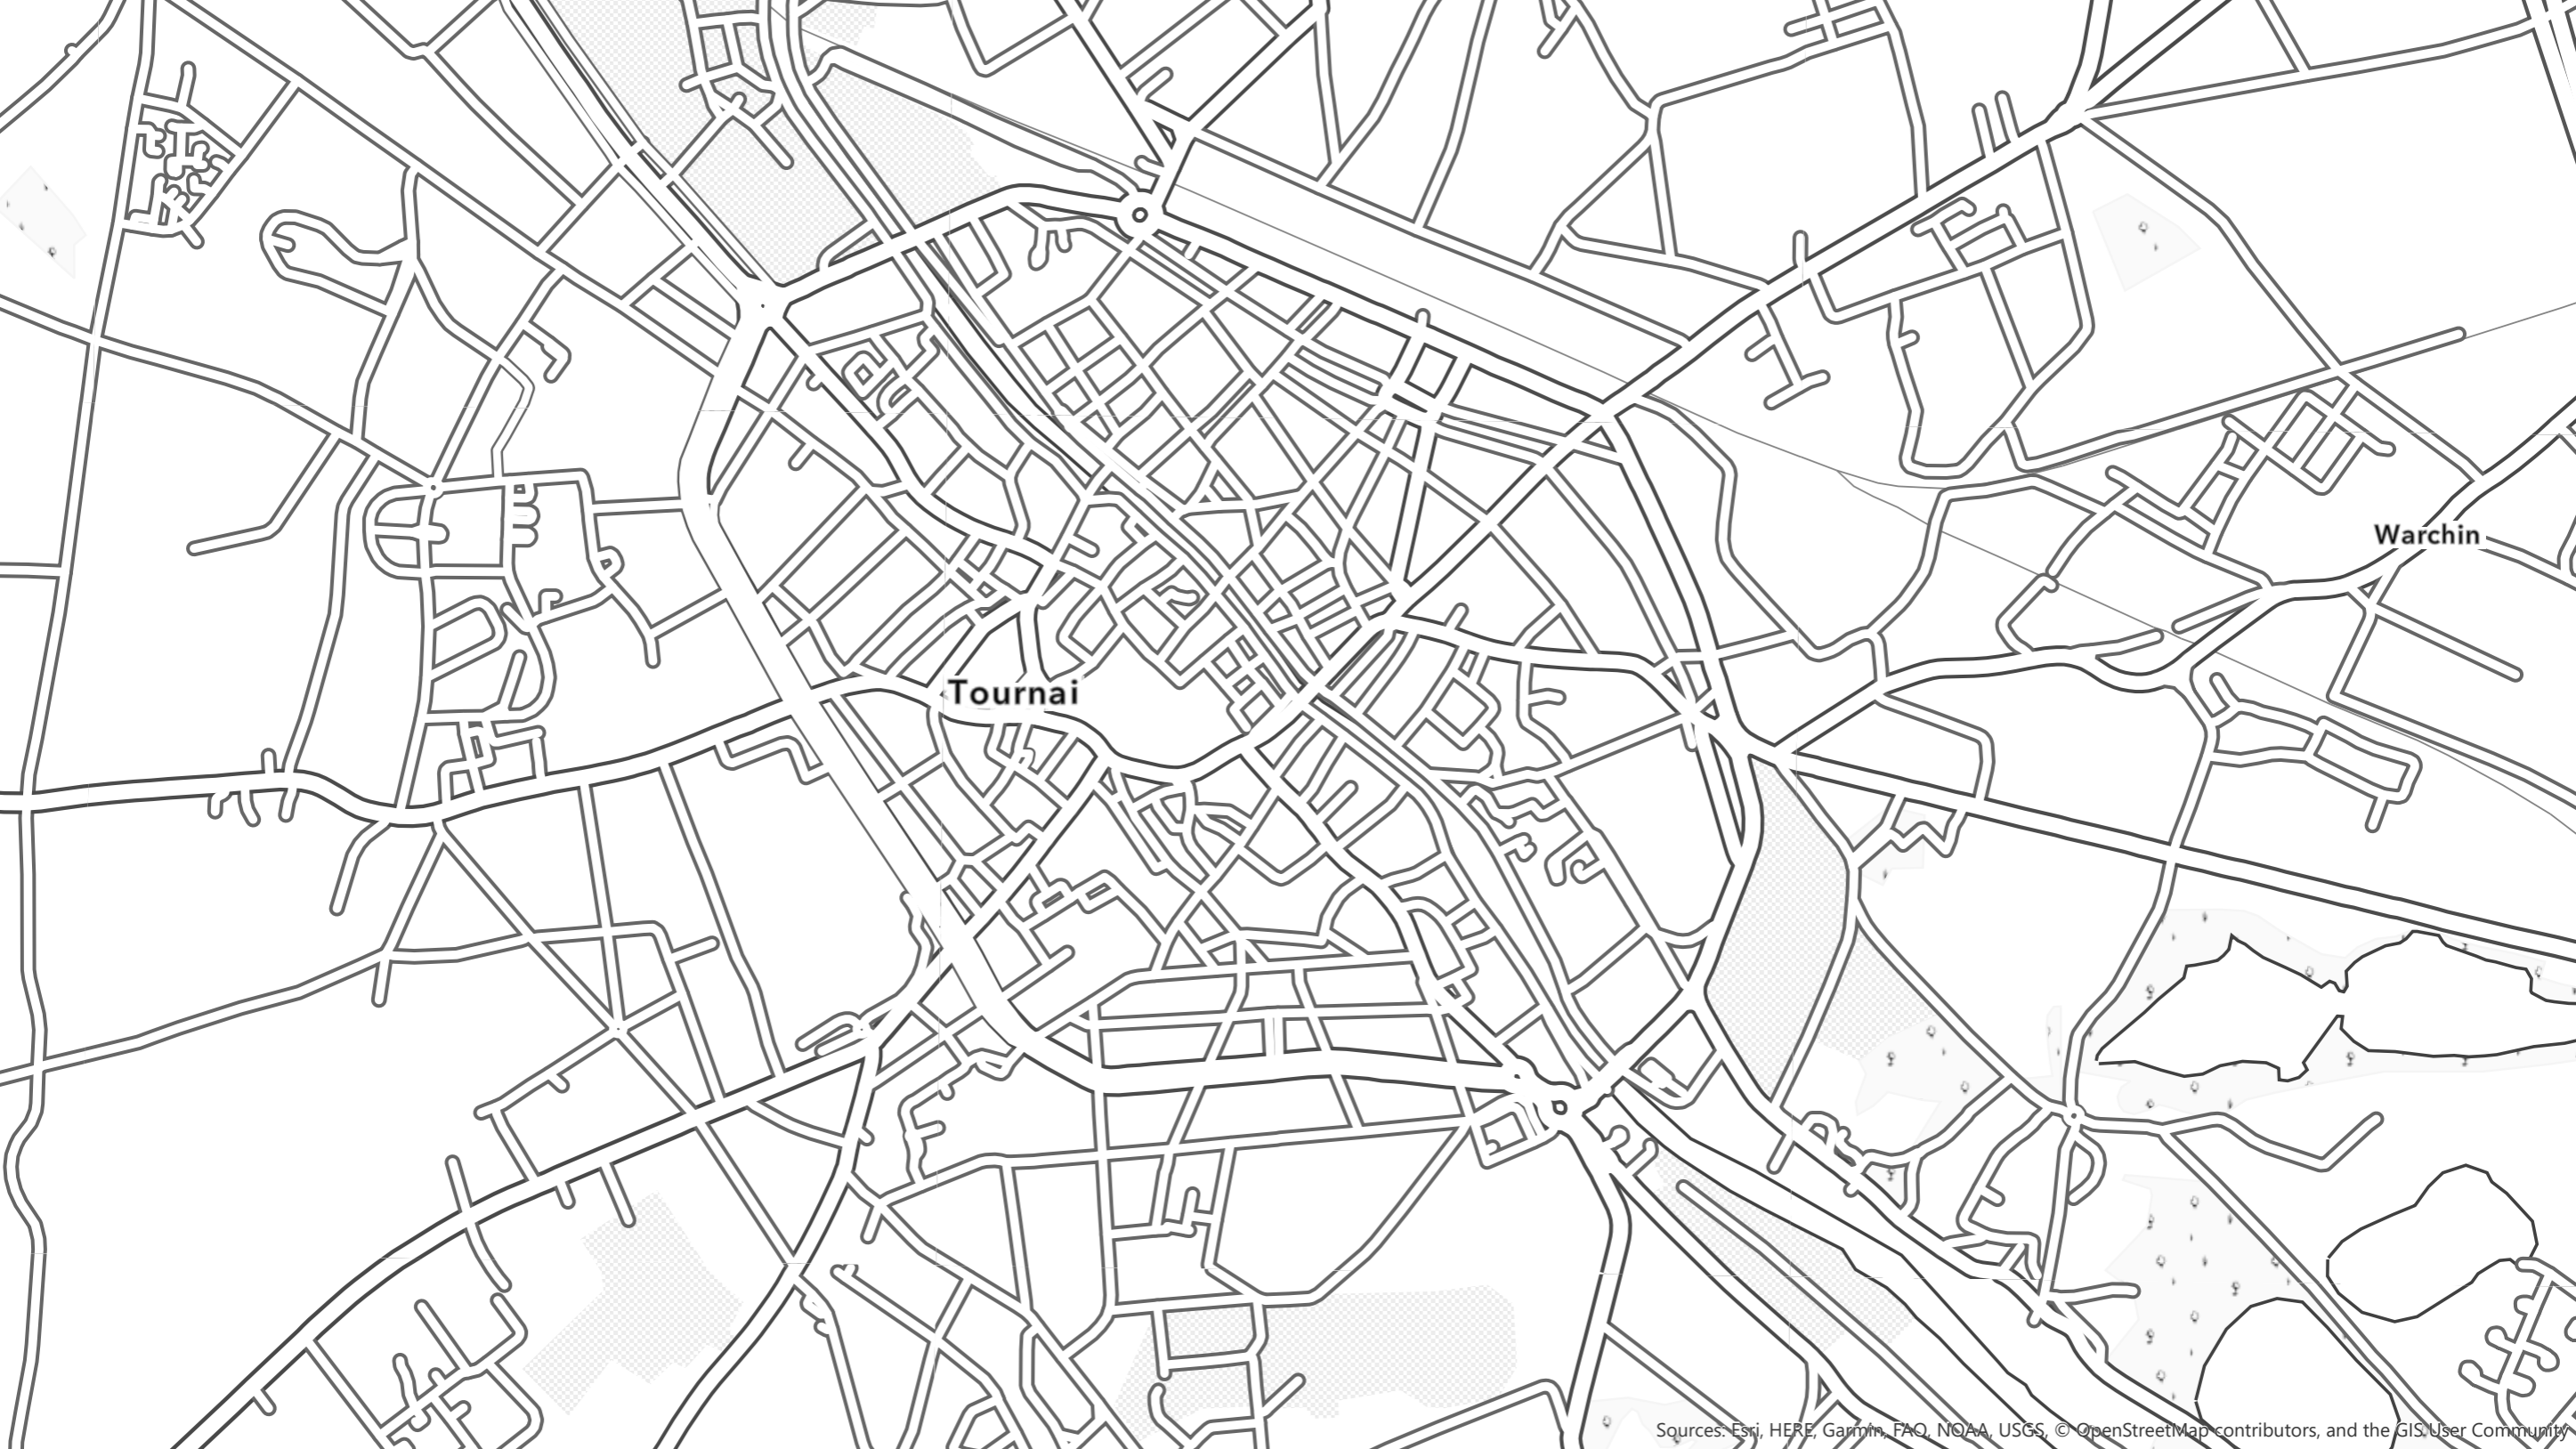 Warchin
Tournai
Sources: Esri, HERE, Garmin, FAO, NOAA, USGS, © OpenStreetMap contributors, and the GIS User Community